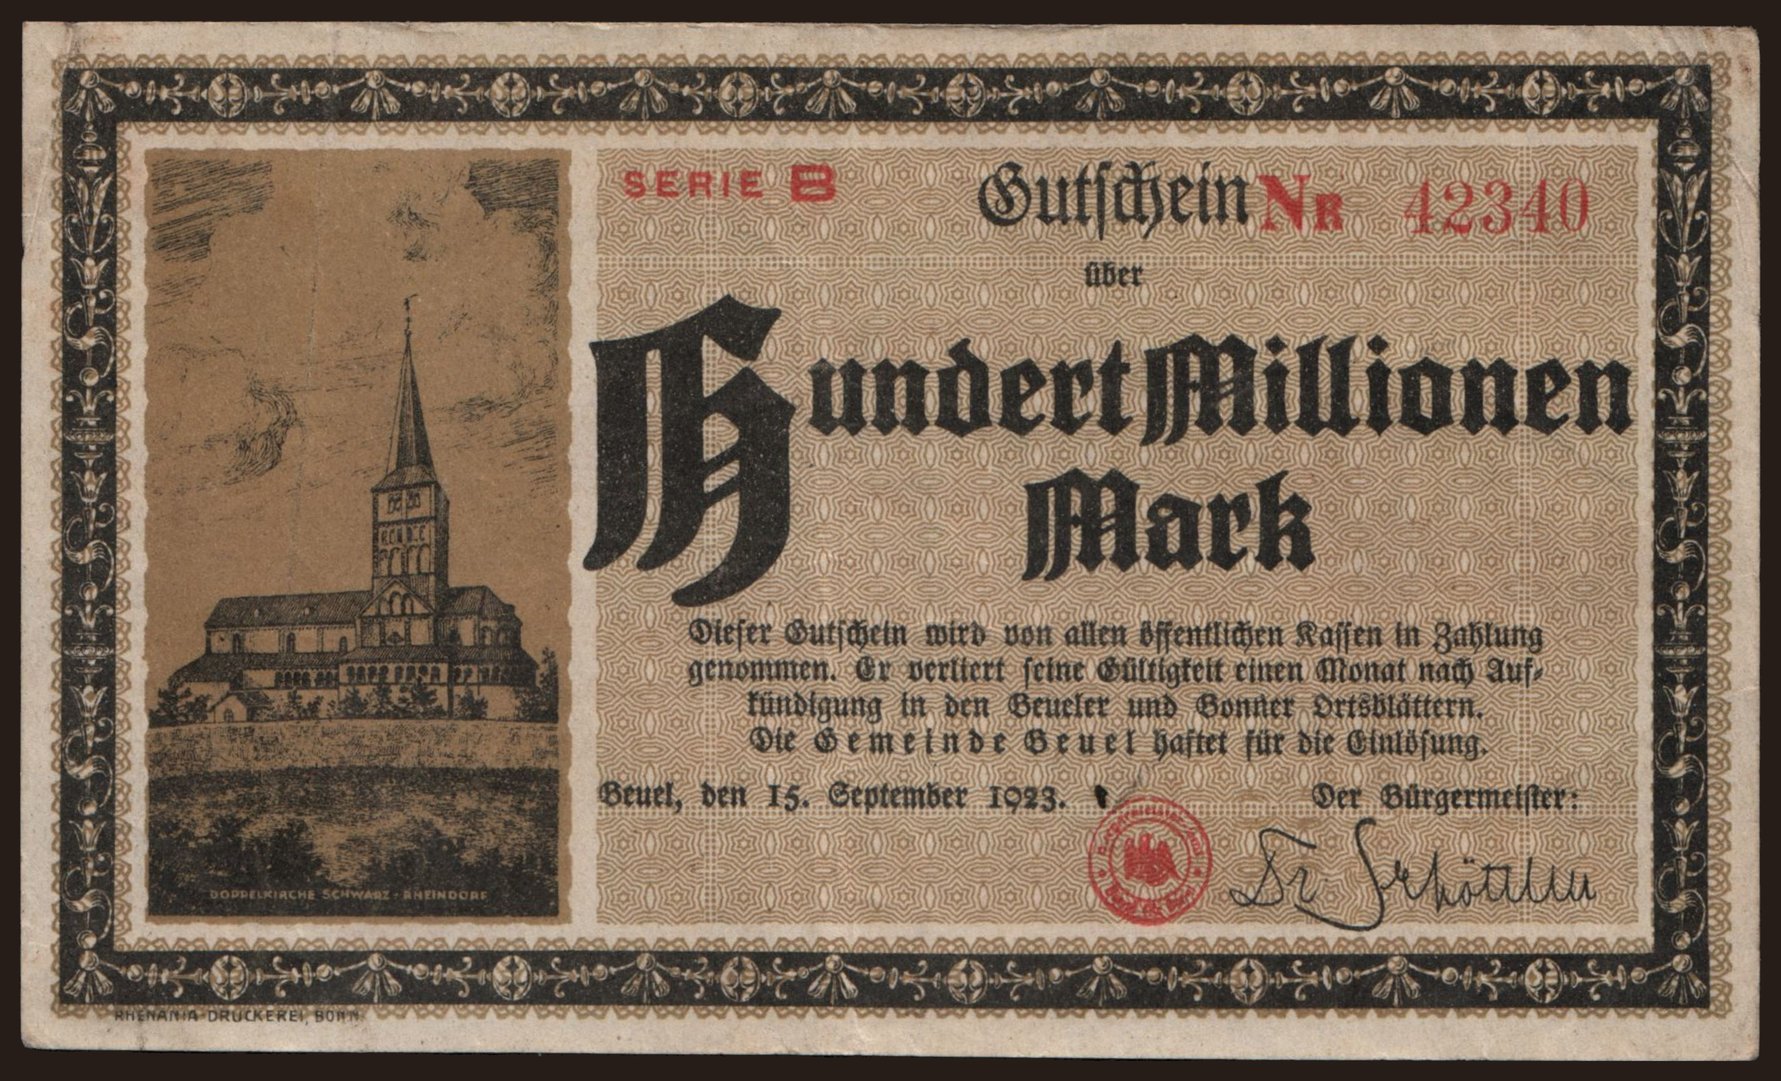 SERIE B
Gutschein NR 42340
über
Hundert Millionen
Mark
Dieser Gutschein wird von allen öffentlichen Kassen in Zahlung
genommen. Er verliert seine Gültigkeit einen Monat nach Auf-
kündigung in den Beueler und Bonner Ortsblättern.
Die Gemeinde Beuel haftet für die Einlösung.
Beuel, den 15. September 1923.
Der Bürgermeister:
DOPPELKIRCHE SCHWARZ-RHEINDORF
RHENANIA-DRUCKEREI, BONN.